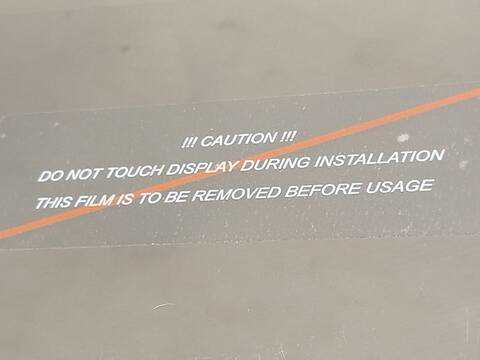 !!! CAUTION !!!
DO NOT TOUCH DISPLAY DURING INSTALLATION
THIS FILM IS TO BE REMOVED BEFORE USAGE